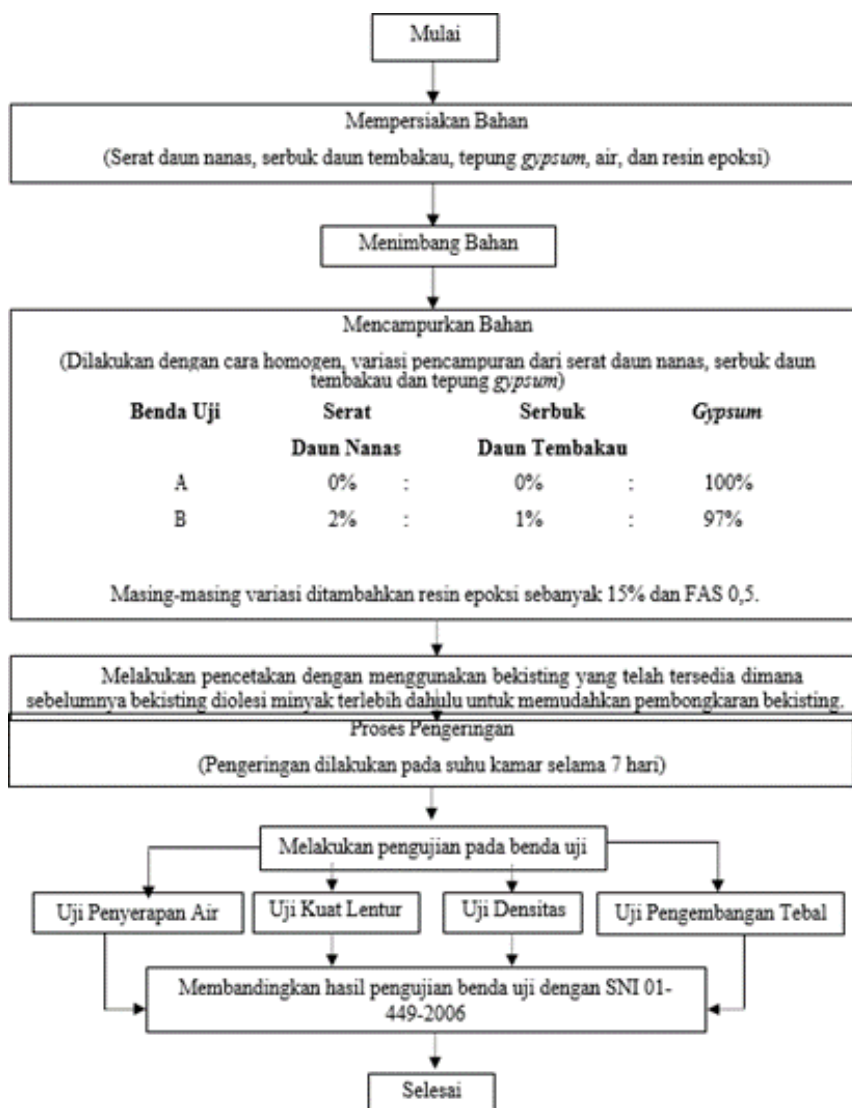 Mulai
Mempersiakan Bahan
(Serat daun nanas, serbuk daun tembakau, tepung gypsum, air, dan resin epoksi)
Menimbang Bahan
Mencampurkan Bahan
(Dilakukan dengan cara homogen, variasi pencampuran dari serat daun nanas, serbuk daun
tembakau dan tepung gypsum)
Benda Uji Serat Serbuk Gypsum
Daun Nanas Daun Tembakau
A 0% : 0% : 100%
B 2% : 1% : 97%
Masing-masing variasi ditambahkan resin epoksi sebanyak 15% dan FAS 0,5.
Melakukan pencetakan dengan menggunakan bekisting yang telah tersedia dimana
sebelumnya bekisting diolesi minyak terlebih dahulu untuk memudahkan pembongkaran bekisting.
Proses Pengeringan
(Pengeringan dilakukan pada suhu kamar selama 7 hari)
Melakukan pengujian pada benda uji
Uji Penyerapan Air Uji Kuat Lentur Uji Densitas Uji Pengembangan Tebal
Membandingkan hasil pengujian benda uji dengan SNI 01-
449-2006
Selesai